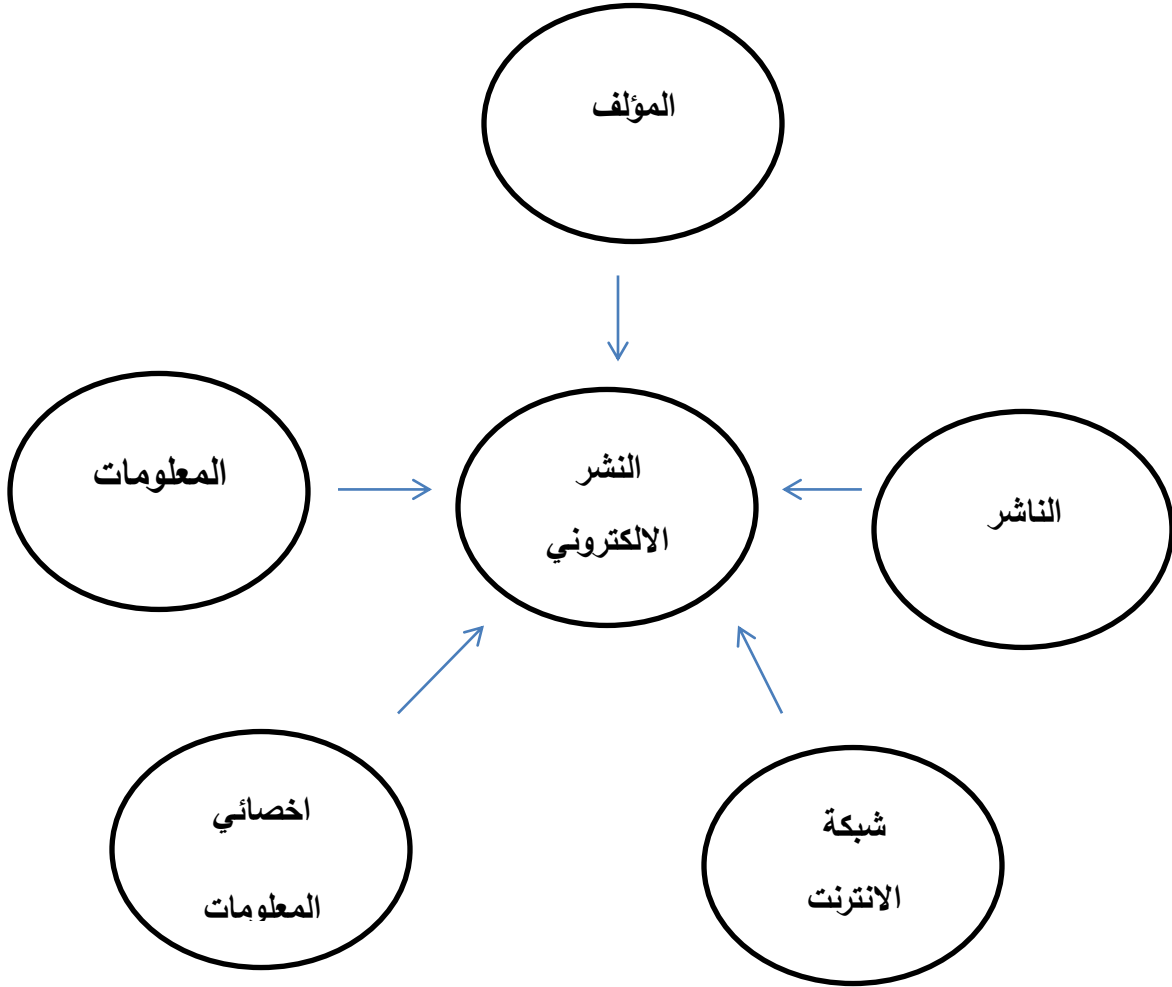 المؤلف
المعلومات
النشر
الالكتروني
الناشر
اخصائي
المعلومات
شبكة
الانترنت